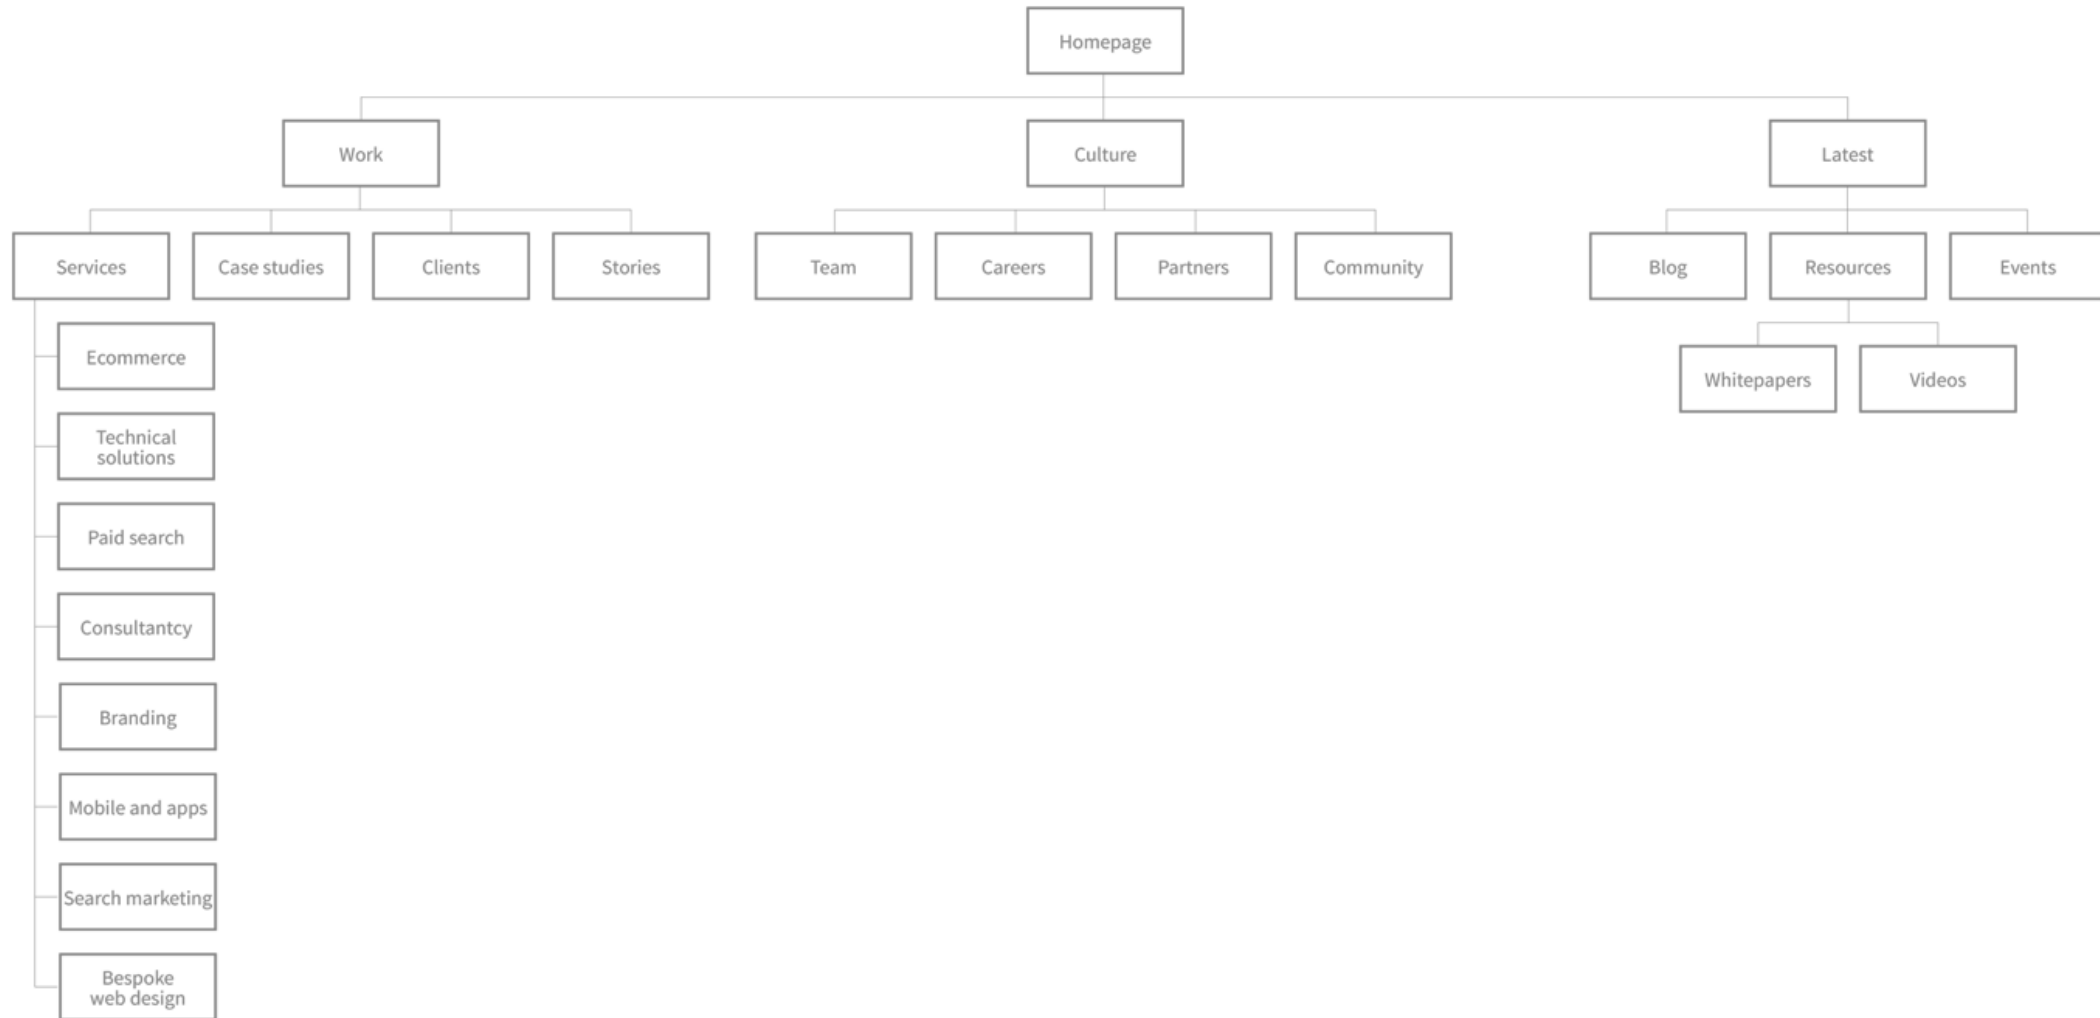 Homepage
Work
Culture
Latest
Services
Case studies
Clients
Stories
Team
Careers
Partners
Community
Blog
Resources
Events
Ecommerce
Technical
solutions
Paid search
Consultantcy
Branding
Mobile and apps
Search marketing
Bespoke
web design
Whitepapers
Videos